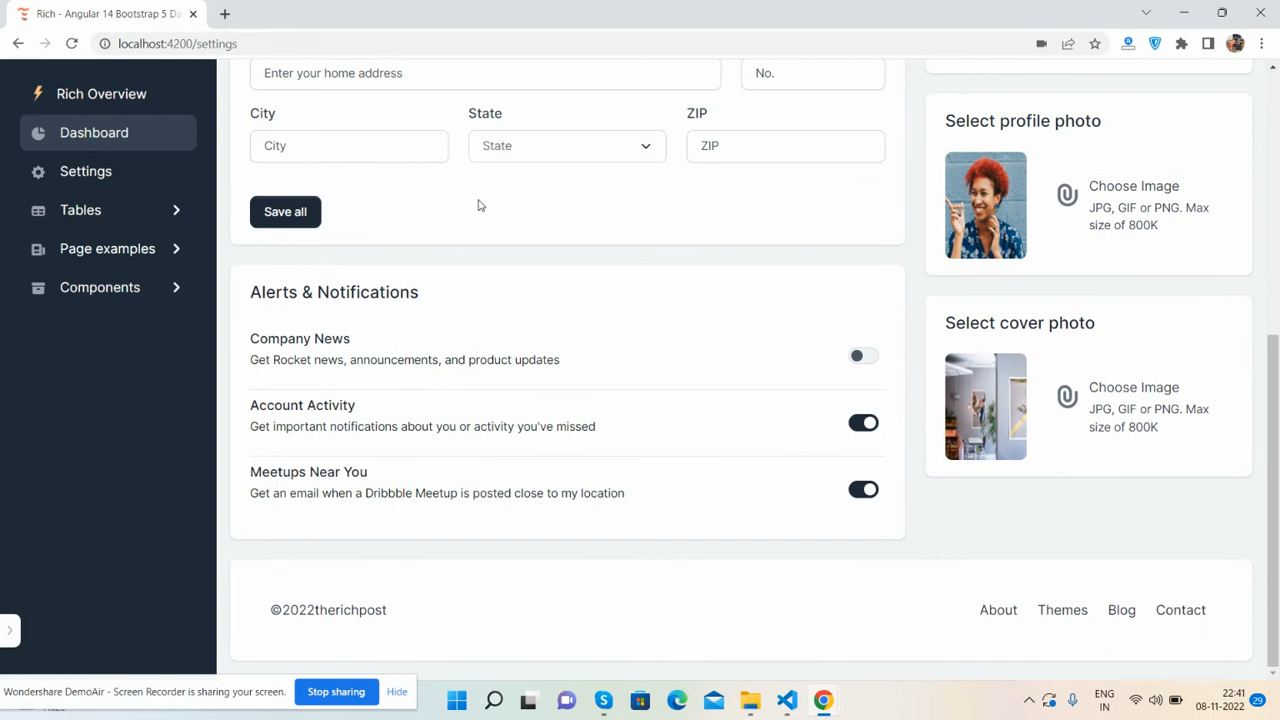 Rich - Angular 14 Bootstrap 5 Da
localhost:4200/settings
Rich Overview
Dashboard
Settings
Tables
Page examples
Components
Enter your home address
No.
City
State
ZIP
City
State
ZIP
Save all
Alerts & Notifications
Company News
Get Rocket news, announcements, and product updates
Account Activity
Get important notifications about you or activity you've missed
Meetups Near You
Get an email when a Dribbble Meetup is posted close to my location
Select profile photo
Choose Image
JPG, GIF or PNG. Max
size of 800K
Select cover photo
Choose Image
JPG, GIF or PNG. Max
size of 800K
©2022therichpost
About
Themes
Blog
Contact
Wondershare DemoAir - Screen Recorder is sharing your screen.
Stop sharing
Hide
ENG
IN
22:41
08-11-2022
29